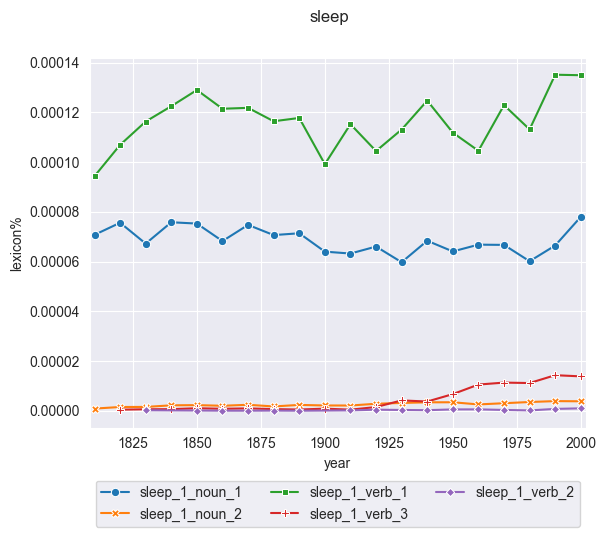 sleep
0.00014
0.00012
0.00010
0.00008
0.00006
0.00004
0.00002
0.00000
lexicon%
1825 1850 1875 1900 1925 1950 1975 2000
year
sleep_1_noun_1 sleep_1_verb_1 sleep_1_verb_2
sleep_1_noun_2 sleep_1_verb_3